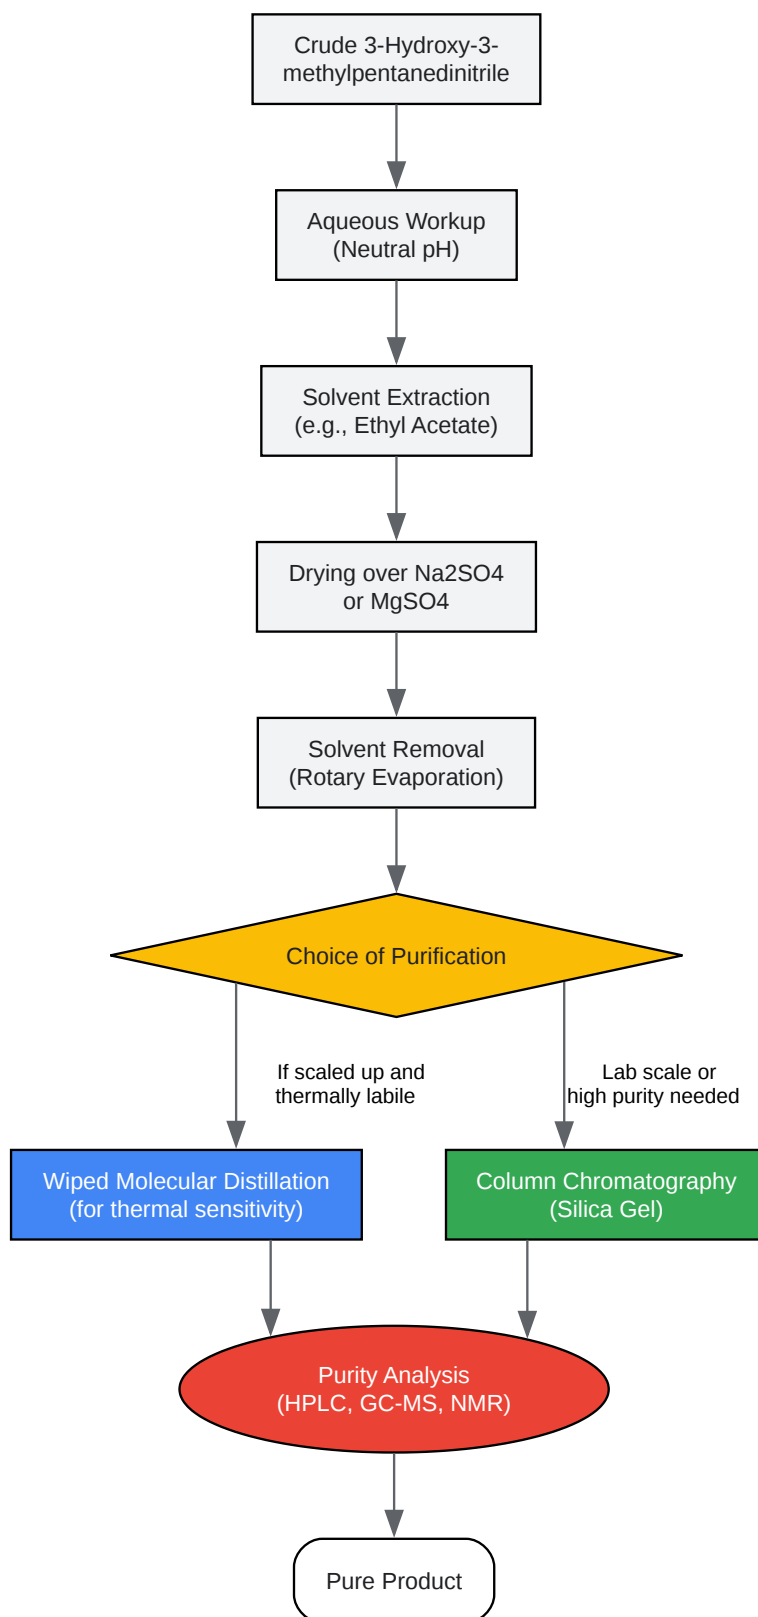 Crude 3-Hydroxy-3-
methylpentanedinitrile
Aqueous Workup
(Neutral pH)
Solvent Extraction
(e.g., Ethyl Acetate)
Drying over Na2SO4
or MgSO4
Solvent Removal
(Rotary Evaporation)
Choice of Purification
If scaled up and
thermally labile
Lab scale or
high purity needed
Wiped Molecular Distillation
(for thermal sensitivity)
Column Chromatography
(Silica Gel)
Purity Analysis
(HPLC, GC-MS, NMR)
Pure Product